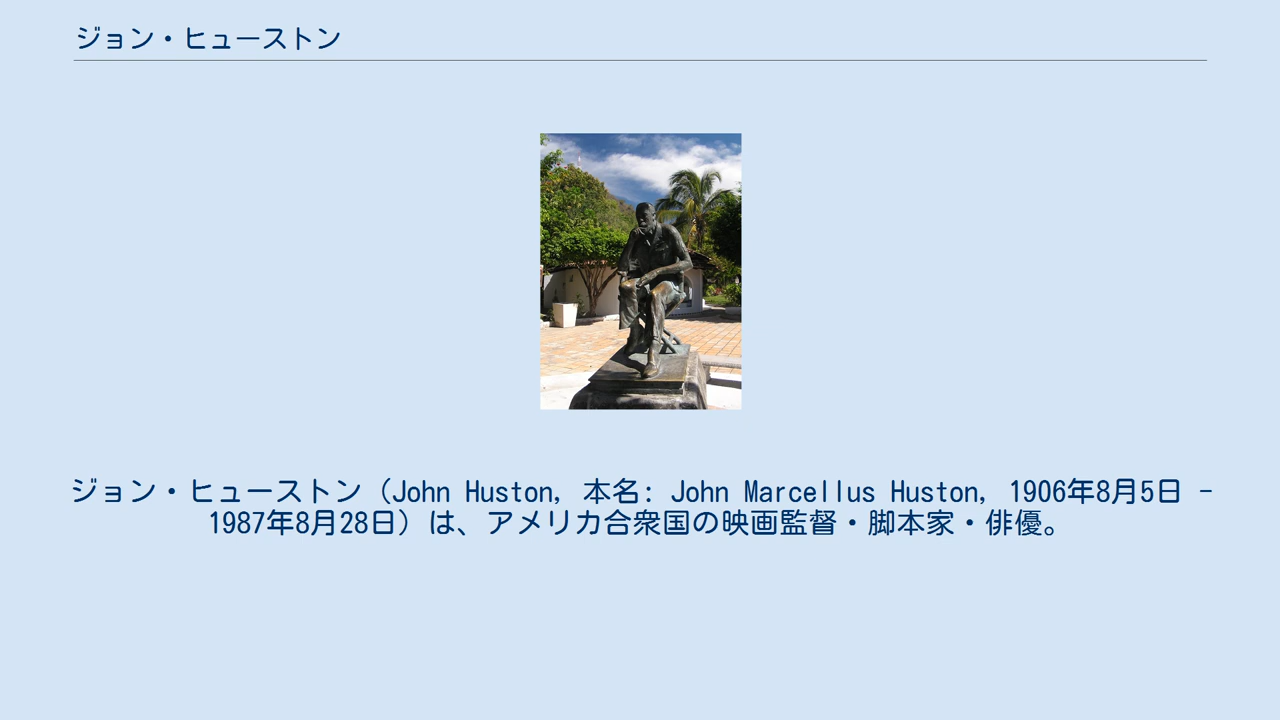 ジョン・ヒューストン
ジョン・ヒューストン（John Huston, 本名: John Marcellus Huston, 1906年8月5日 -
1987年8月28日）は、アメリカ合衆国の映画監督・脚本家・俳優。